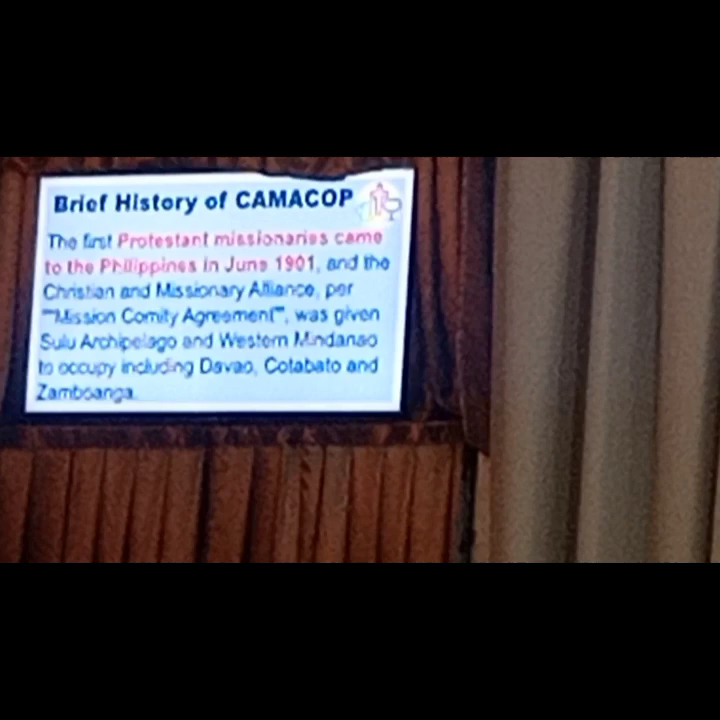 Brief History of CAMACOP
The first Protestant missionaries came
to the Philippines in June 1901, and the
Christian and Missionary Alliance, per
""Mission Comity Agreement"", was given
Sulu Archipelago and Western Mindanao
to occupy including Davao, Cotabato and
Zamboanga.